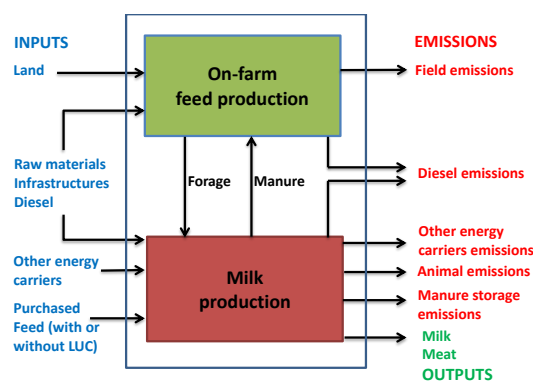 INPUTS
Land
Raw materials
Infrastructures
Diesel
Other energy
carriers
Purchased
Feed (with or
without LUC)
On-farm
feed production
Forage
Manure
Milk
production
EMISSIONS
Field emissions
Diesel emissions
Other energy
carriers emissions
Animal emissions
Manure storage
emissions
Milk
Meat
OUTPUTS